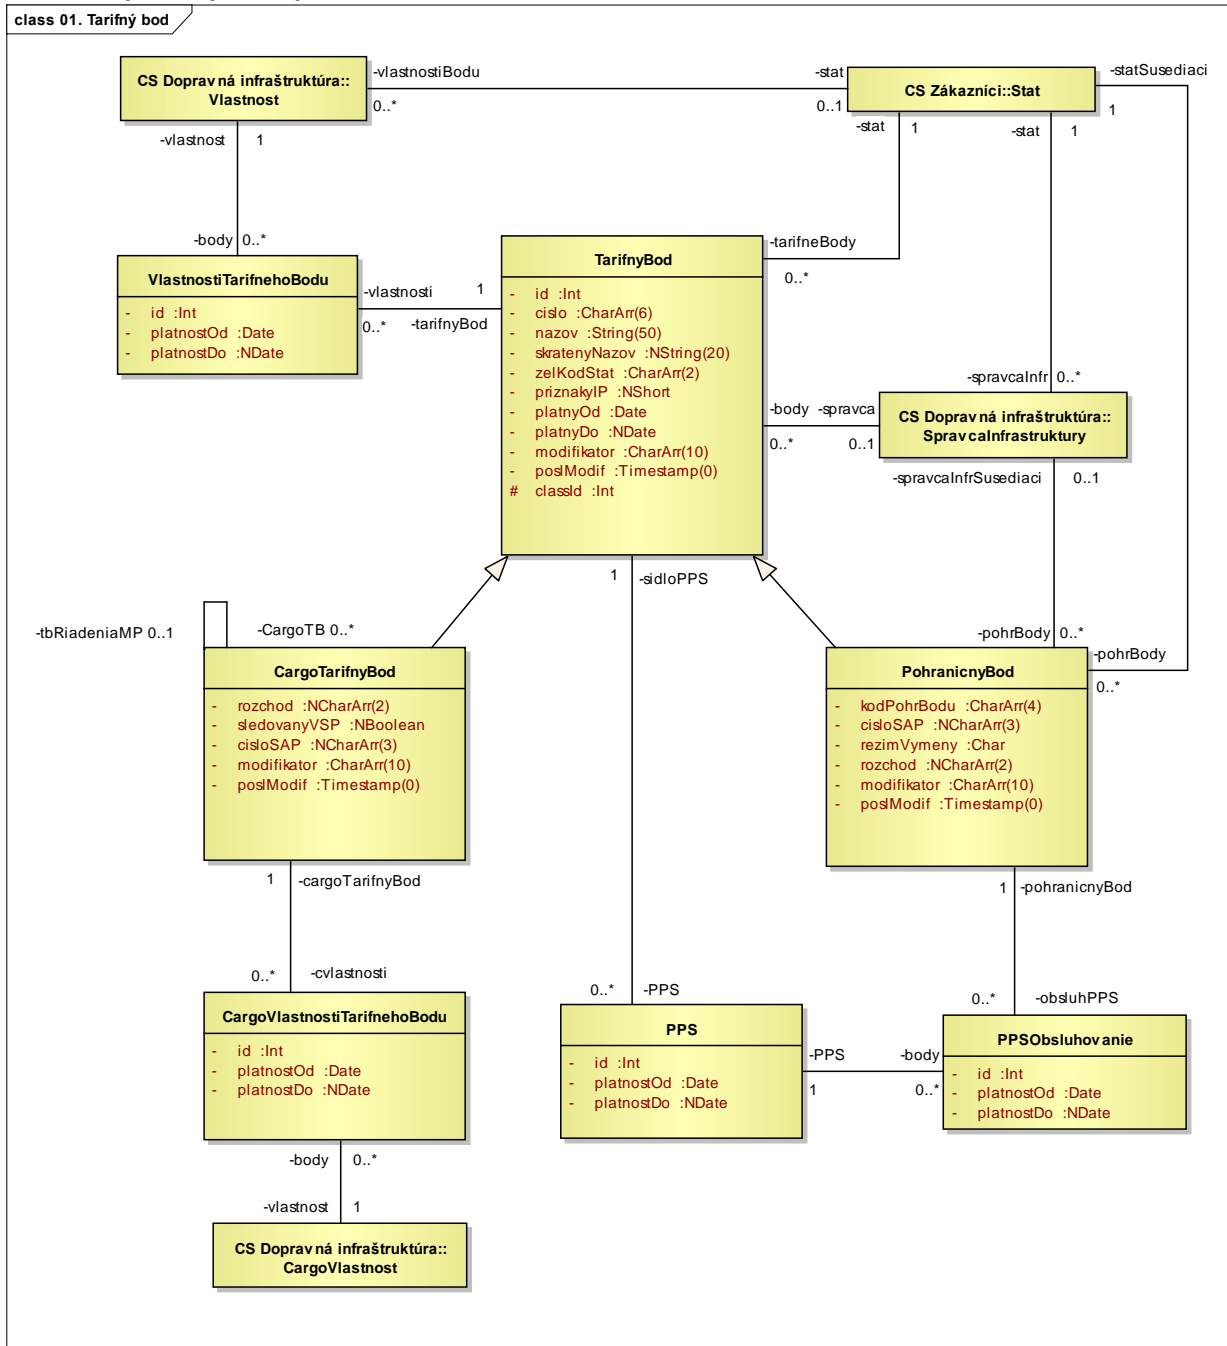 class 01. Tarifný bod
CS Dopravná infraštruktúra::
Vlastnost
-vlastnostiBodu
0..*
-stat
0..1
CS Zákazníci::Stat
-statSusediaci
1
-vlastnost 1
-stat 1
-stat 1
-body 0..*
-tarifneBody
0..*
VlastnostiTarifnehoBodu
- id :Int
- platnostOd :Date
- platnostDo :NDate
-vlastnosti
0..*
1
-tarifnyBod
TarifnyBod
- id :Int
- cislo :CharArr(6)
- nazov :String(50)
- skratenyNazov :NString(20)
- zelKodStat :CharArr(2)
- priznakyIP :NShort
- platnyOd :Date
- platnyDo :NDate
- modifikator :CharArr(10)
- poslModif :Timestamp(0)
# classId :Int
-spravcaInfr 0..*
-body -spravca
0..* 0..1
CS Dopravná infraštruktúra::
SpravcaInfrastruktury
-spravcaInfrSusediaci 0..1
1 -sidloPPS
-tbRiadeniaMP 0..1
-CargoTB 0..*
-pohrBody 0..*
-pohrBody
0..*
CargoTarifnyBod
- rozchod :NCharArr(2)
- sledovanyVSP :NBoolean
- cisloSAP :NCharArr(3)
- modifikator :CharArr(10)
- poslModif :Timestamp(0)
PohranicnyBod
- kodPohrBodu :CharArr(4)
- cisloSAP :NCharArr(3)
- rezimVymeny :Char
- rozchod :NCharArr(2)
- modifikator :CharArr(10)
- poslModif :Timestamp(0)
1 -cargoTarifnyBod
1 -pohranicnyBod
0..* -cvlastnosti
0..* -PPS
0..* -obsluhPPS
CargoVlastnostiTarifnehoBodu
- id :Int
- platnostOd :Date
- platnostDo :NDate
PPS
- id :Int
- platnostOd :Date
- platnostDo :NDate
-PPS
1
-body
0..*
PPSObsluhovanie
- id :Int
- platnostOd :Date
- platnostDo :NDate
-body 0..*
-vlastnost 1
CS Dopravná infraštruktúra::
CargoVlastnost